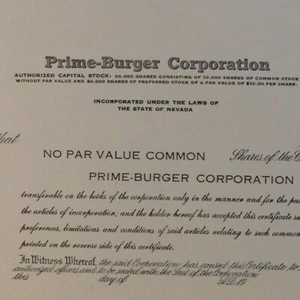 Prime-Burger Corporation
AUTHORIZED CAPITAL STOCK: 50,000 SHARES CONSISTING OF 10,000 SHARES OF COMMON STOCK
WITHOUT PAR VALUE AND 40,000 SHARES OF PREFERRED STOCK OF A PAR VALUE OF $10.00 PER SHARE.
INCORPORATED UNDER THE LAWS OF
THE STATE OF NEVADA
that
NO PAR VALUE COMMON Shares of the C
PRIME-BURGER CORPORATION
transferable on the books of the corporation only in the manner and for the pu
the articles of incorporation; and the holder hereof has accepted this certificate su
preferences, limitations and conditions of said articles relating to such common
printed on the reverse side of this certificate.
In Witness Whereof, the said Corporation has caused this Certificate to
authorized officers and to be sealed with the Seal of the Corporation
this day of A.D. 19